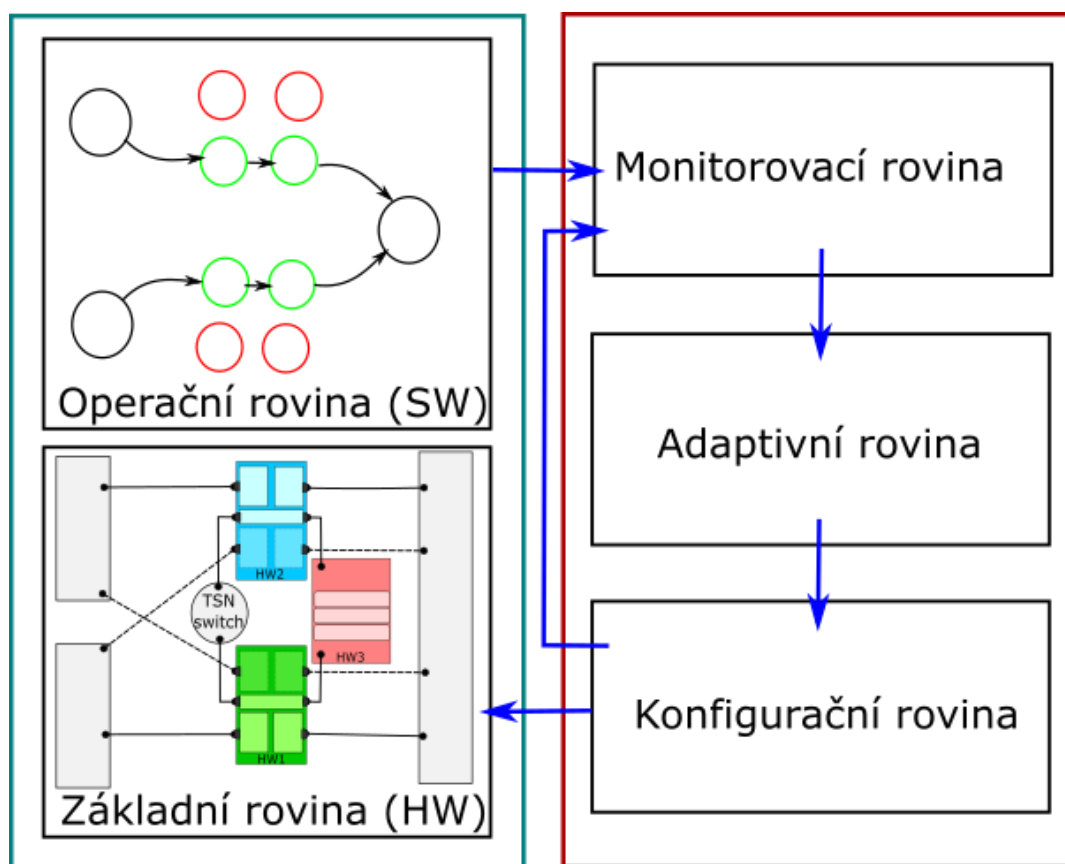 Operační rovina (SW)
HW2
TSN
switch
HW3
HW1
Základní rovina (HW)
Monitorovací rovina
Adaptivní rovina
Konfigurační rovina